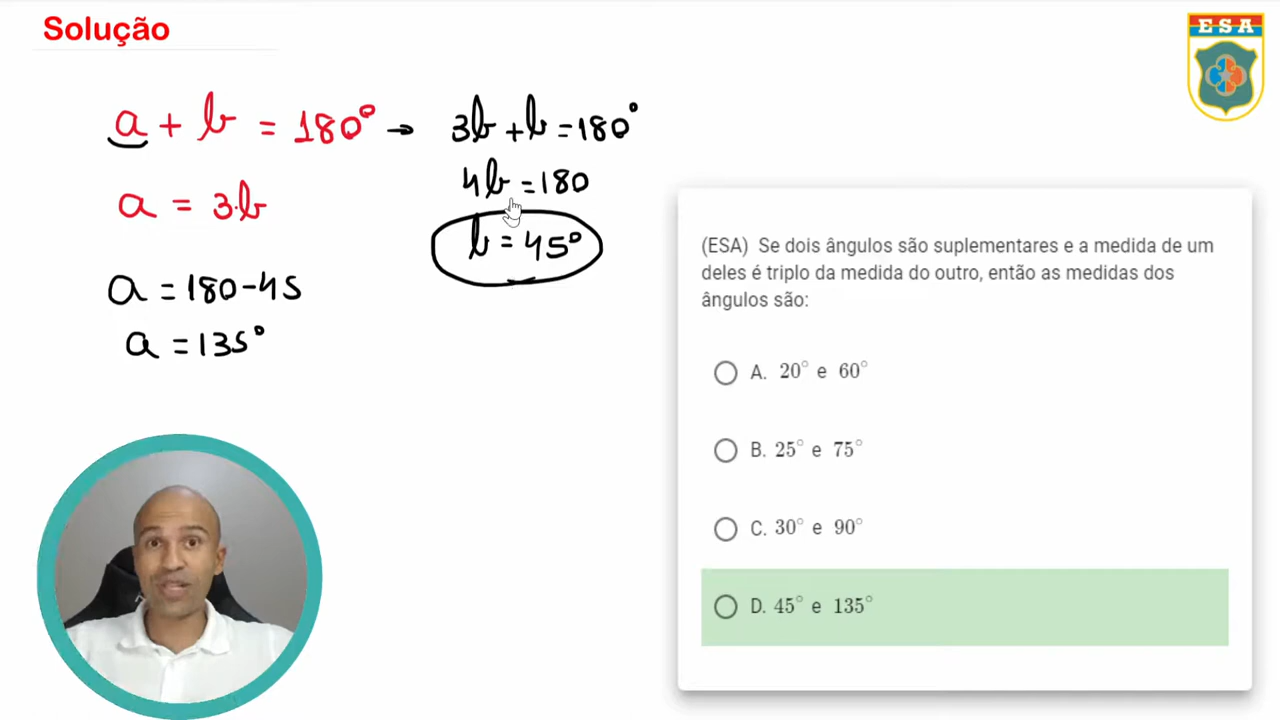 Solução
ESA
a + b = 180° → 3b + b = 180°
4b = 180
a = 3.b
b = 45°
a = 180 - 45
a = 135°
(ESA) Se dois ângulos são suplementares e a medida de um
deles é triplo da medida do outro, então as medidas dos
ângulos são:
A. 20° e 60°
B. 25° e 75°
C. 30° e 90°
D. 45° e 135°